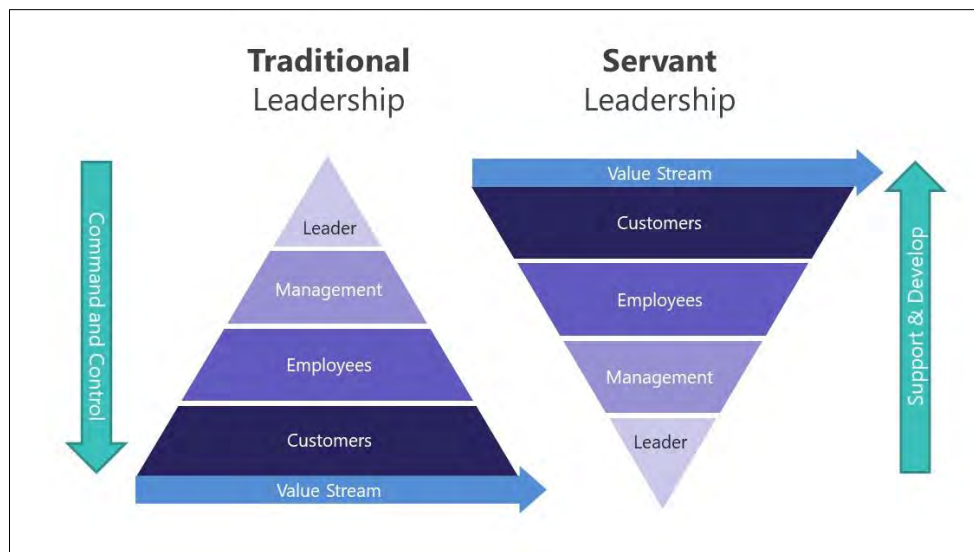 Traditional
Leadership
Servant
Leadership
Command and Control
Leader
Management
Employees
Customers
Value Stream
Value Stream
Customers
Employees
Management
Leader
Support & Develop